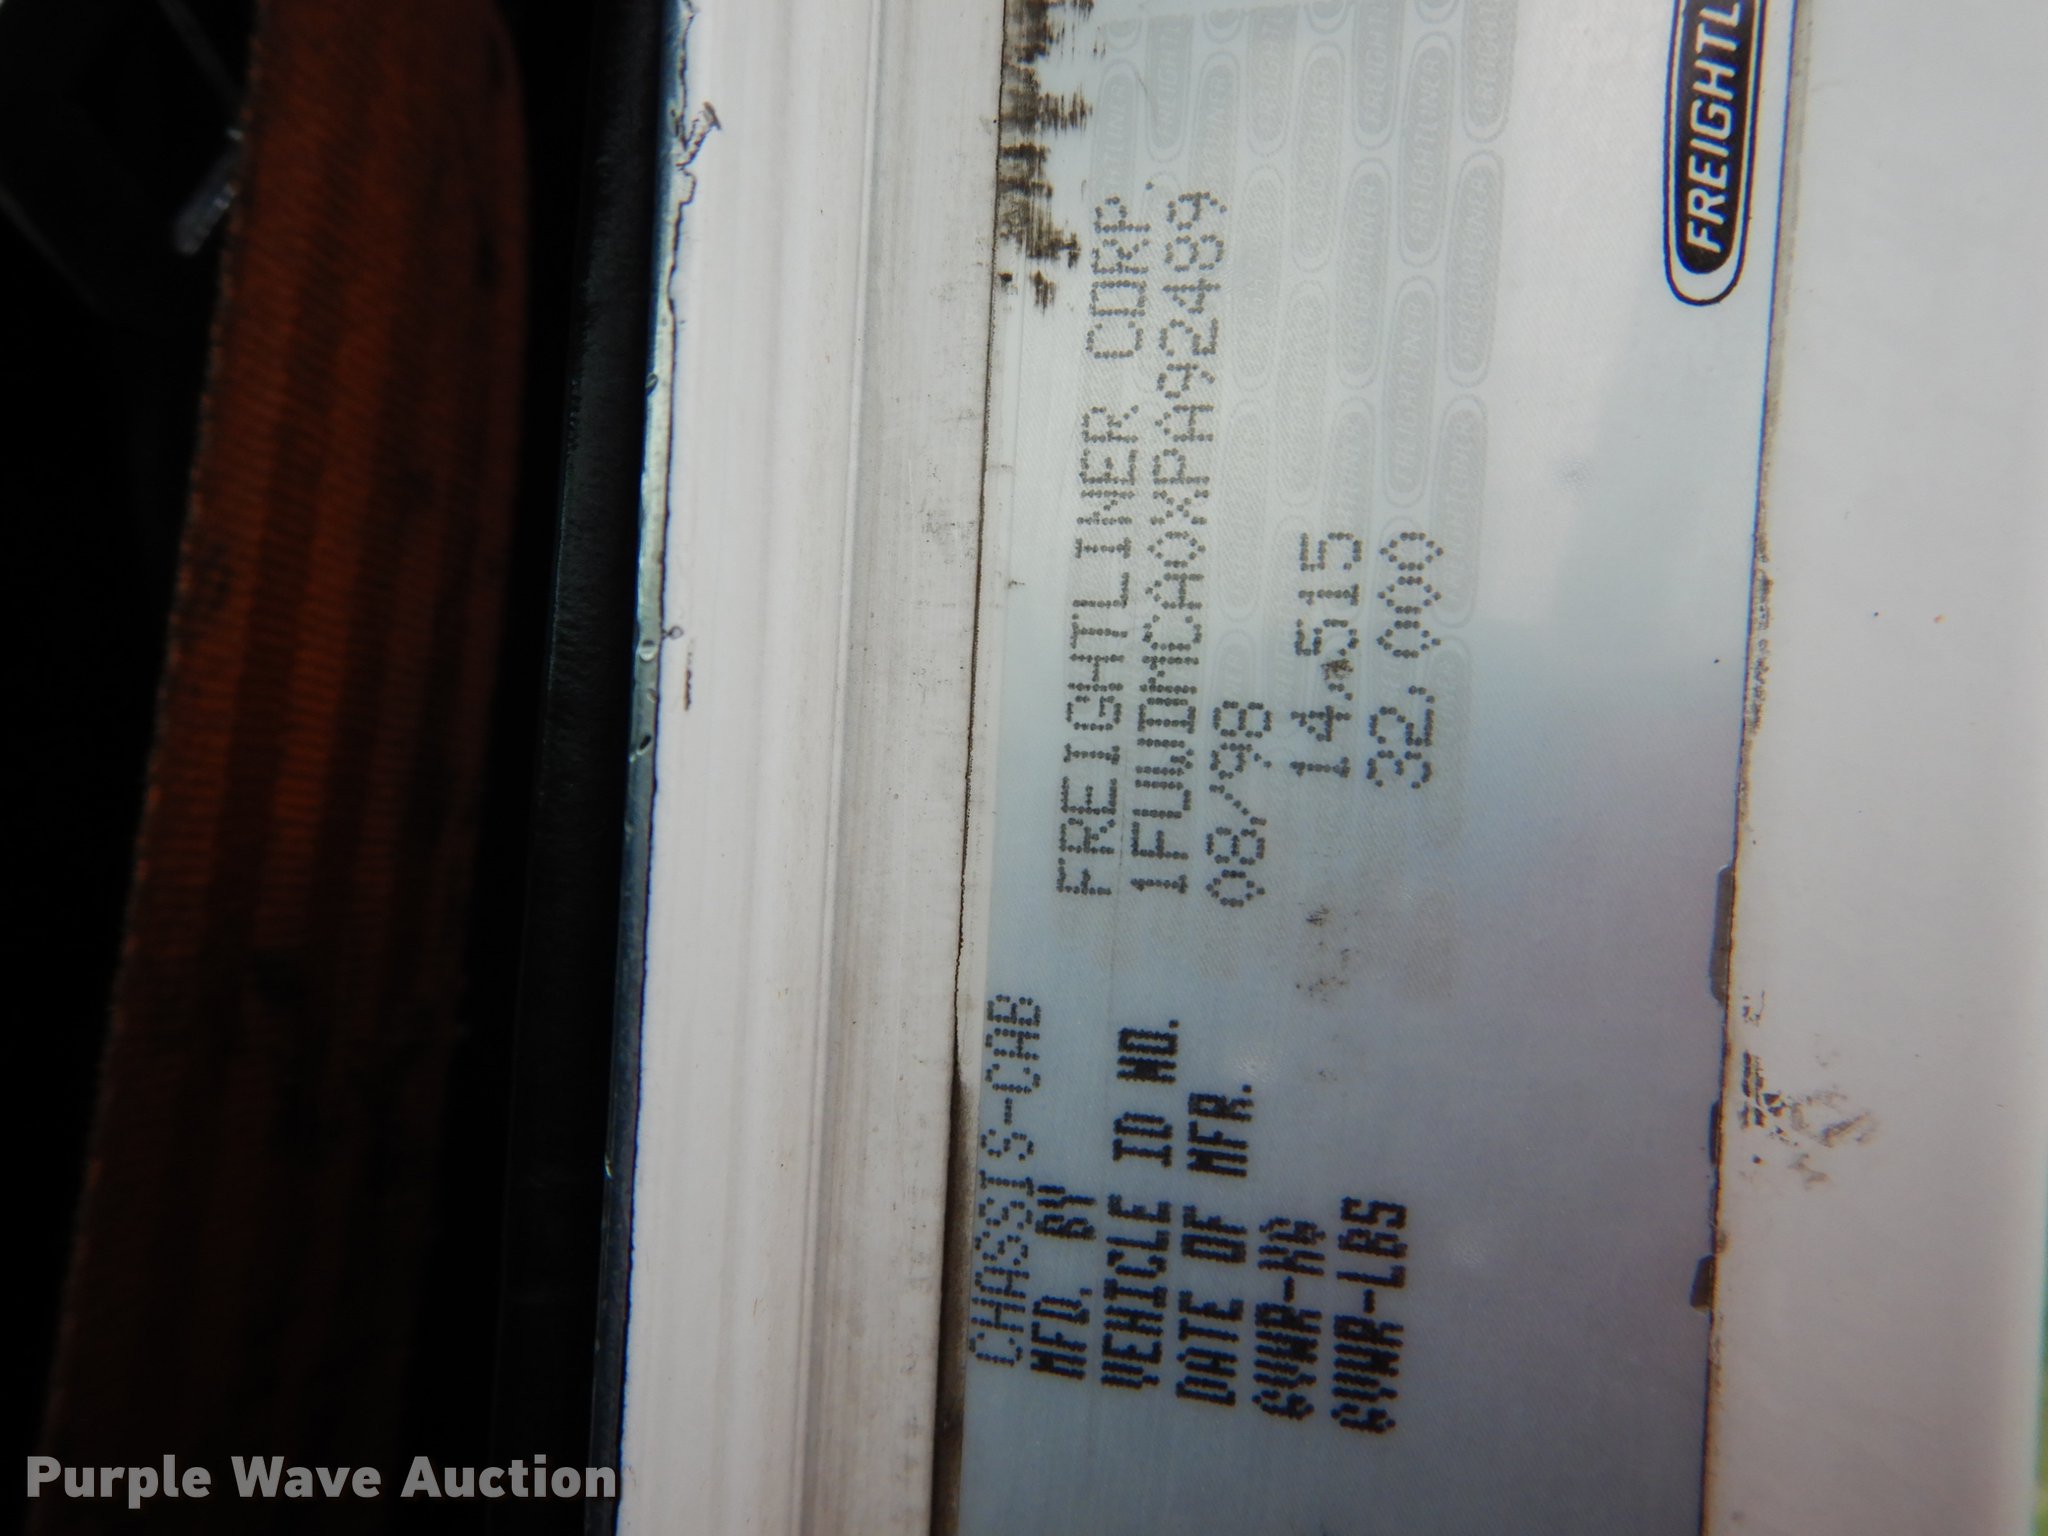 CHASSIS-CAB
MFD. BY FREIGHTLINER CORP
VEHICLE ID NO. 1FUWDMCA0XPA92489
DATE OF MFR. 08/98
GVWR-KG 14,515
GVWR-LBS 32,000
FREIGHTL
Purple Wave Auction